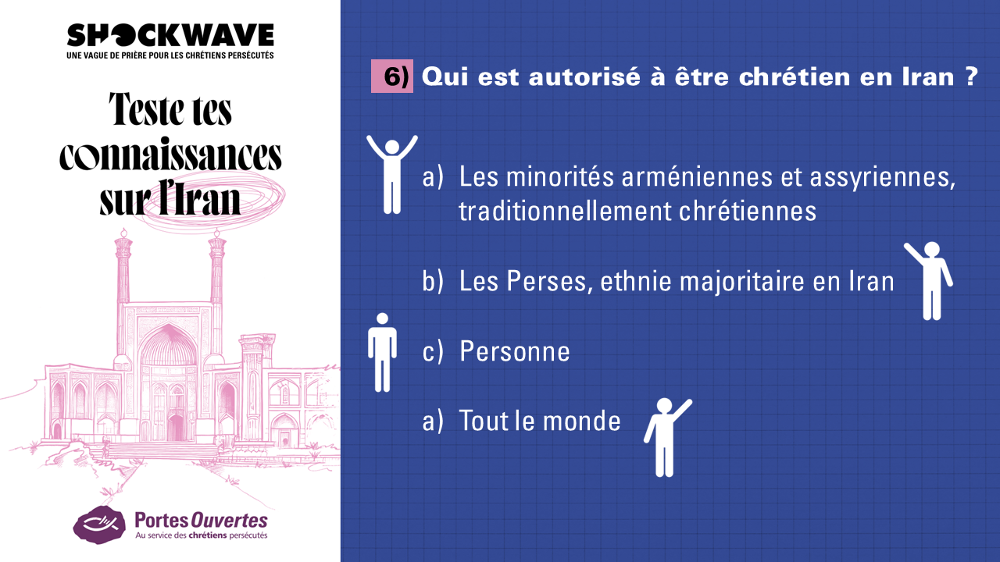 SHOCKWAVE
UNE VAGUE DE PRIÈRE POUR LES CHRÉTIENS PERSÉCUTÉS
Teste tes
connaissances
sur l'Iran
Portes Ouvertes
Au service des chrétiens persécutés
6) Qui est autorisé à être chrétien en Iran ?
a) Les minorités arméniennes et assyriennes,
traditionnellement chrétiennes
b) Les Perses, ethnie majoritaire en Iran
c) Personne
a) Tout le monde